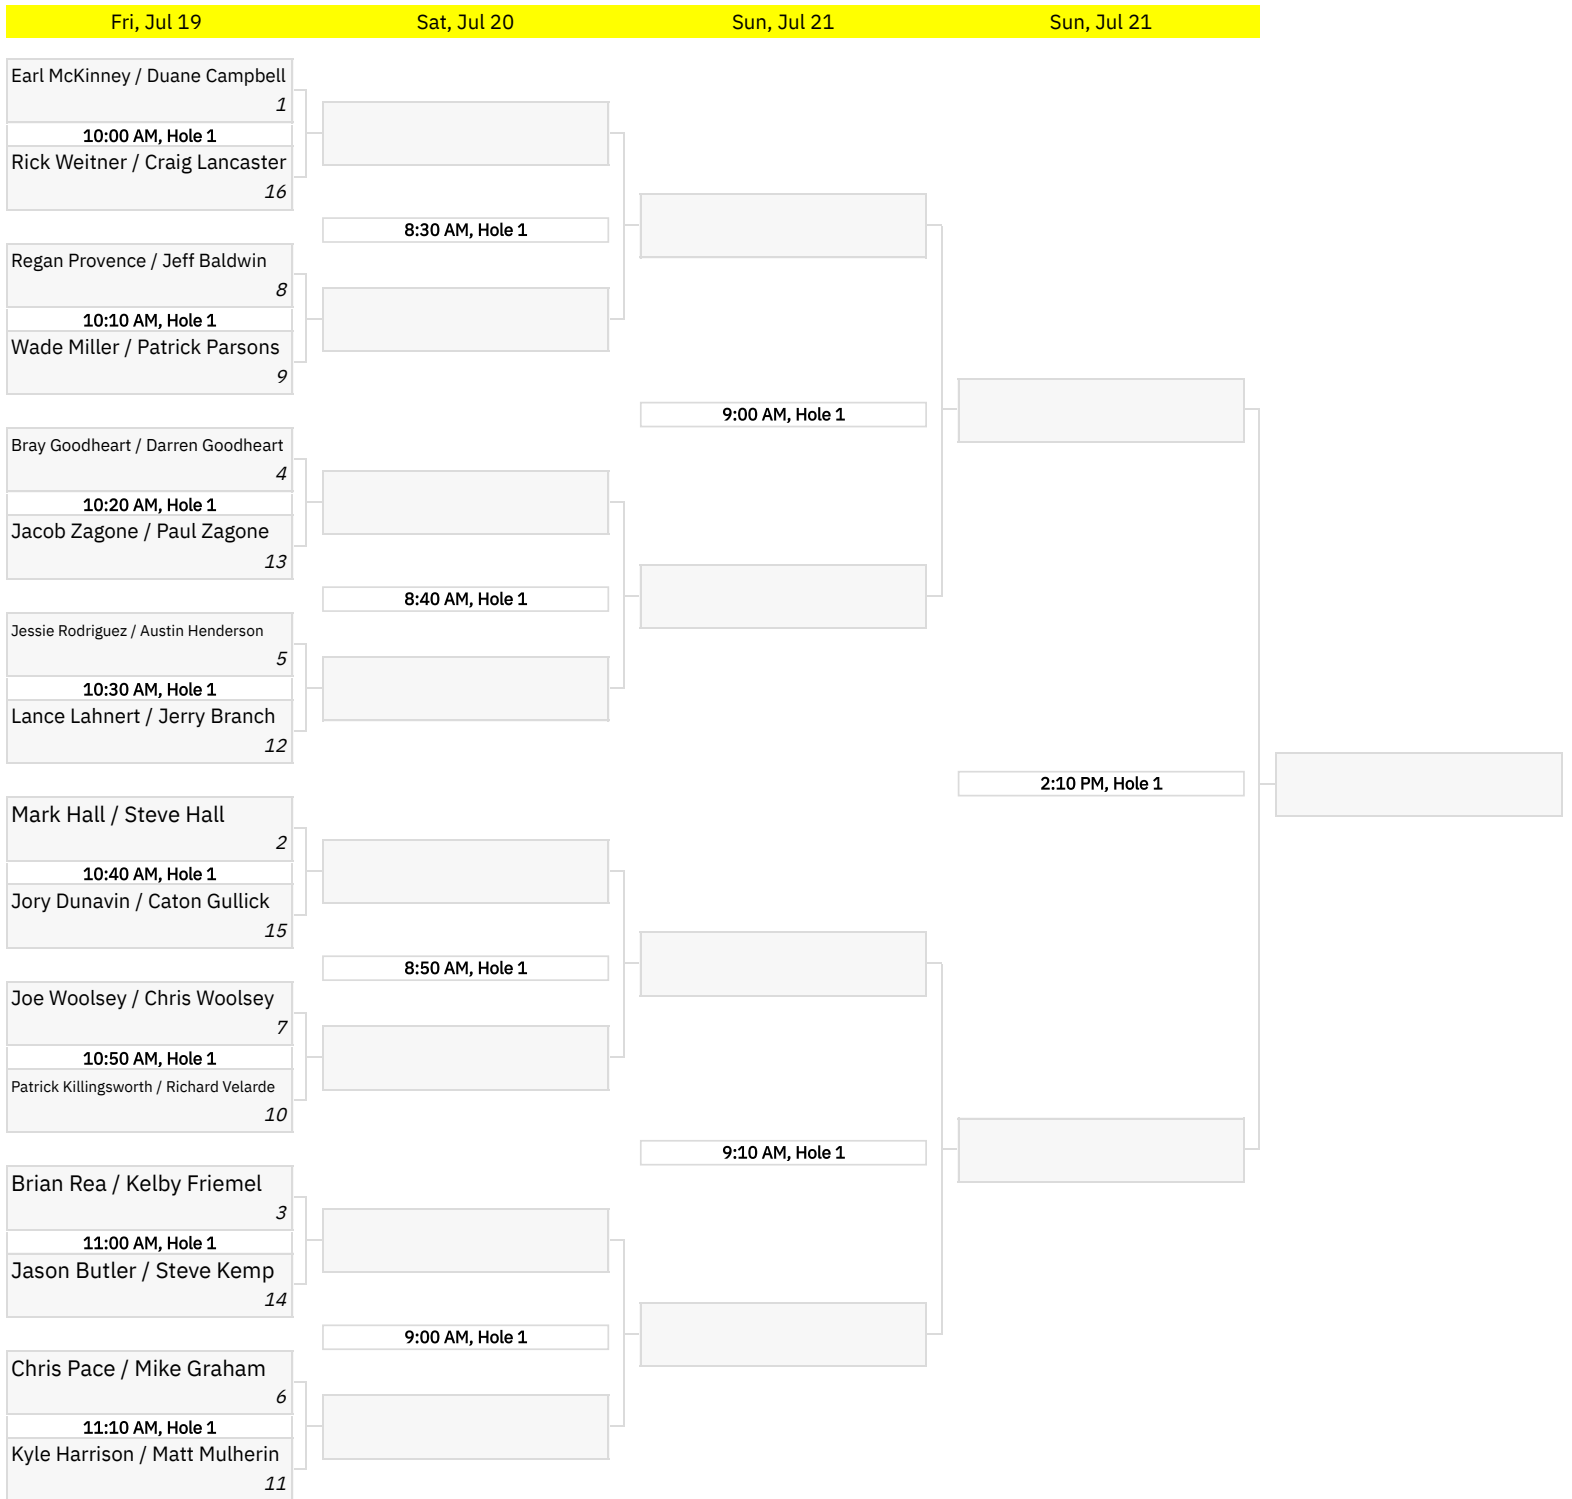 Fri, Jul 19
Sat, Jul 20
Sun, Jul 21
Sun, Jul 21
Earl McKinney / Duane Campbell
1
10:00 AM, Hole 1
Rick Weitner / Craig Lancaster
16
8:30 AM, Hole 1
Regan Provence / Jeff Baldwin
8
10:10 AM, Hole 1
Wade Miller / Patrick Parsons
9
9:00 AM, Hole 1
Bray Goodheart / Darren Goodheart
4
10:20 AM, Hole 1
Jacob Zagone / Paul Zagone
13
8:40 AM, Hole 1
Jessie Rodriguez / Austin Henderson
5
10:30 AM, Hole 1
Lance Lahnert / Jerry Branch
12
2:10 PM, Hole 1
Mark Hall / Steve Hall
2
10:40 AM, Hole 1
Jory Dunavin / Caton Gullick
15
8:50 AM, Hole 1
Joe Woolsey / Chris Woolsey
7
10:50 AM, Hole 1
Patrick Killingsworth / Richard Velarde
10
9:10 AM, Hole 1
Brian Rea / Kelby Friemel
3
11:00 AM, Hole 1
Jason Butler / Steve Kemp
14
9:00 AM, Hole 1
Chris Pace / Mike Graham
6
11:10 AM, Hole 1
Kyle Harrison / Matt Mulherin
11